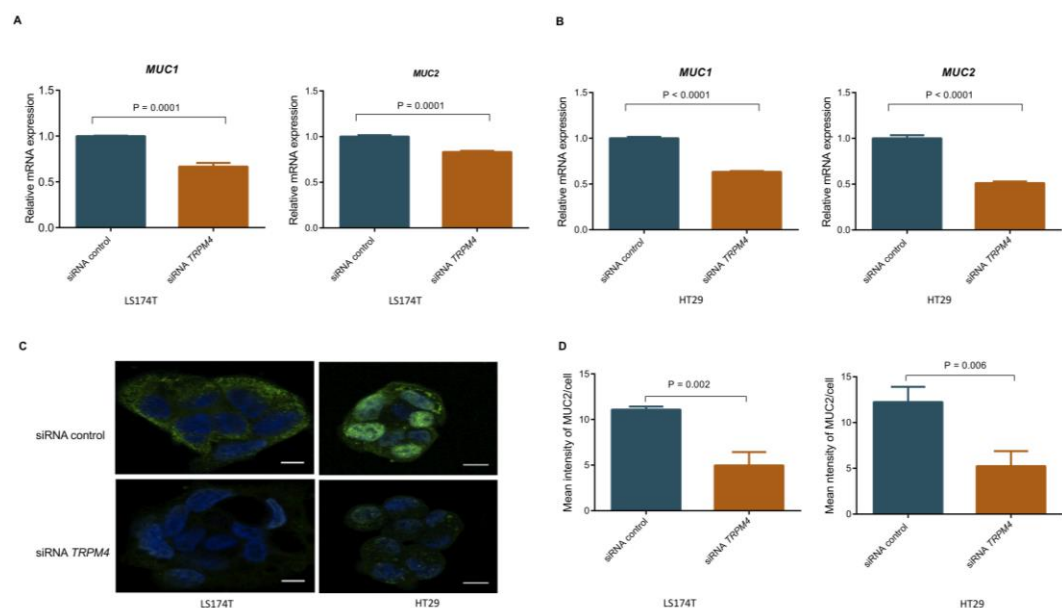 A
MUC1
P = 0.0001
1.5
1.0
0.5
0.0
Relative mRNA expression
siRNA control
siRNA TRPM4
MUC2
P = 0.0001
1.5
1.0
0.5
0.0
Relative mRNA expression
siRNA control
siRNA TRPM4
LS174T
LS174T
B
MUC1
P < 0.0001
1.5
1.0
0.5
0.0
Relative mRNA expression
siRNA control
siRNA TRPM4
MUC2
P < 0.0001
1.5
1.0
0.5
0.0
Relative mRNA expression
siRNA control
siRNA TRPM4
HT29
HT29
C
siRNA control
siRNA TRPM4
LS174T
HT29
D
P = 0.002
15
10
5
0
Mean intensity of MUC2/cell
siRNA control
siRNA TRPM4
LS174T
P = 0.006
15
10
5
0
Mean ntensity of MUC2/cell
siRNA control
siRNA TRPM4
HT29